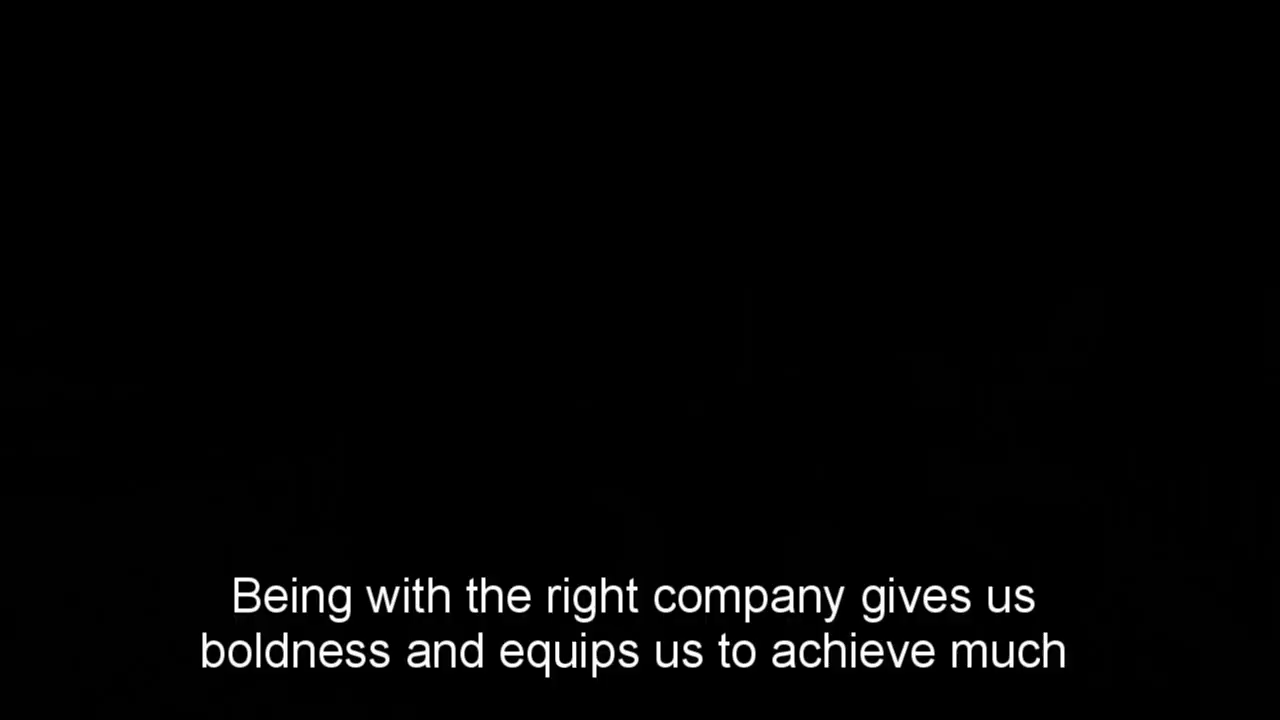 Being with the right company gives us
boldness and equips us to achieve much